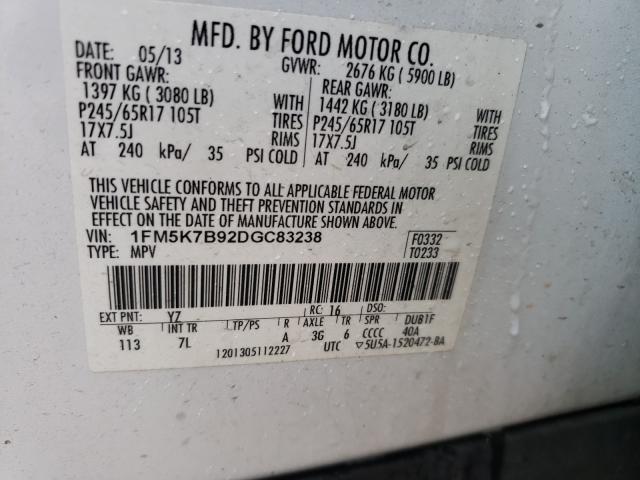 MFD. BY FORD MOTOR CO.
DATE: 05/13 GVWR: 2676 KG ( 5900 LB)
FRONT GAWR: REAR GAWR:
1397 KG ( 3080 LB) WITH 1442 KG ( 3180 LB) WITH
P245/65R17 105T TIRES P245/65R17 105T TIRES
17X7.5J RIMS 17X7.5J RIMS
AT 240 kPa/ 35 PSI COLD AT 240 kPa/ 35 PSI COLD
THIS VEHICLE CONFORMS TO ALL APPLICABLE FEDERAL MOTOR
VEHICLE SAFETY AND THEFT PREVENTION STANDARDS IN
EFFECT ON THE DATE OF MANUFACTURE SHOWN ABOVE.
VIN: 1FM5K7B92DGC83238 F0332
TYPE: MPV T0233
EXT PNT: YZ RC: 16 DSO:
WB INT TR TP/PS R AXLE TR SPR DUB1F
113 7L A 3G 6 CCCC 40A
1201305112227 UTC ▽5U5A-1520472-BA